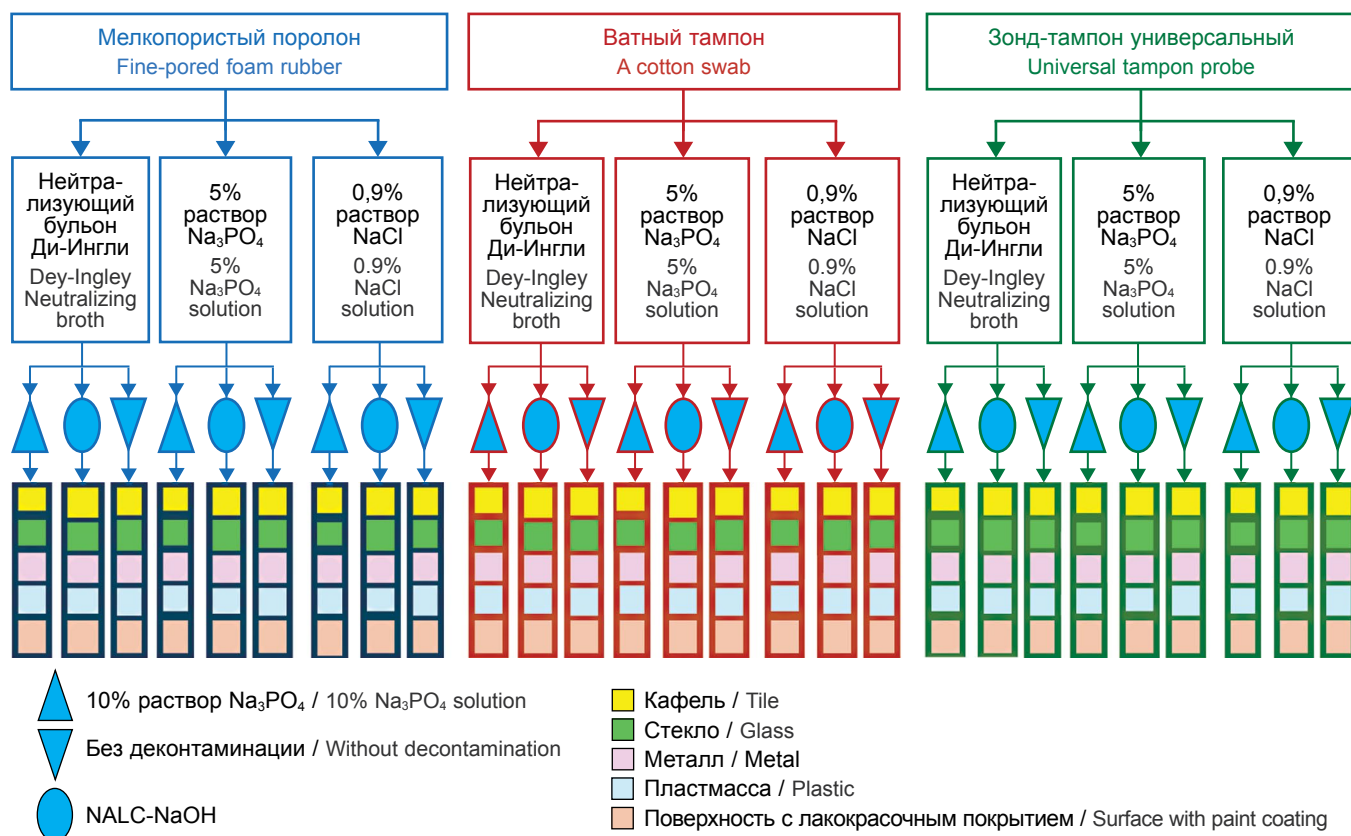 Мелкопористый поролон
Fine-pored foam rubber
Ватный тампон
A cotton swab
Зонд-тампон универсальный
Universal tampon probe
Нейтра-
лизующий
бульон
Ди-Ингли
Dey-Ingley
Neutralizing
broth
5%
раствор
Na₃PO₄
5%
Na₃PO₄
solution
0,9%
раствор
NaCl
0.9%
NaCl
solution
Нейтра-
лизующий
бульон
Ди-Ингли
Dey-Ingley
Neutralizing
broth
5%
раствор
Na₃PO₄
5%
Na₃PO₄
solution
0,9%
раствор
NaCl
0.9%
NaCl
solution
Нейтра-
лизующий
бульон
Ди-Ингли
Dey-Ingley
Neutralizing
broth
5%
раствор
Na₃PO₄
5%
Na₃PO₄
solution
0,9%
раствор
NaCl
0.9%
NaCl
solution
10% раствор Na₃PO₄ / 10% Na₃PO₄ solution
Без деконтаминации / Without decontamination
NALC-NaOH
Кафель / Tile
Стекло / Glass
Металл / Metal
Пластмасса / Plastic
Поверхность с лакокрасочным покрытием / Surface with paint coating